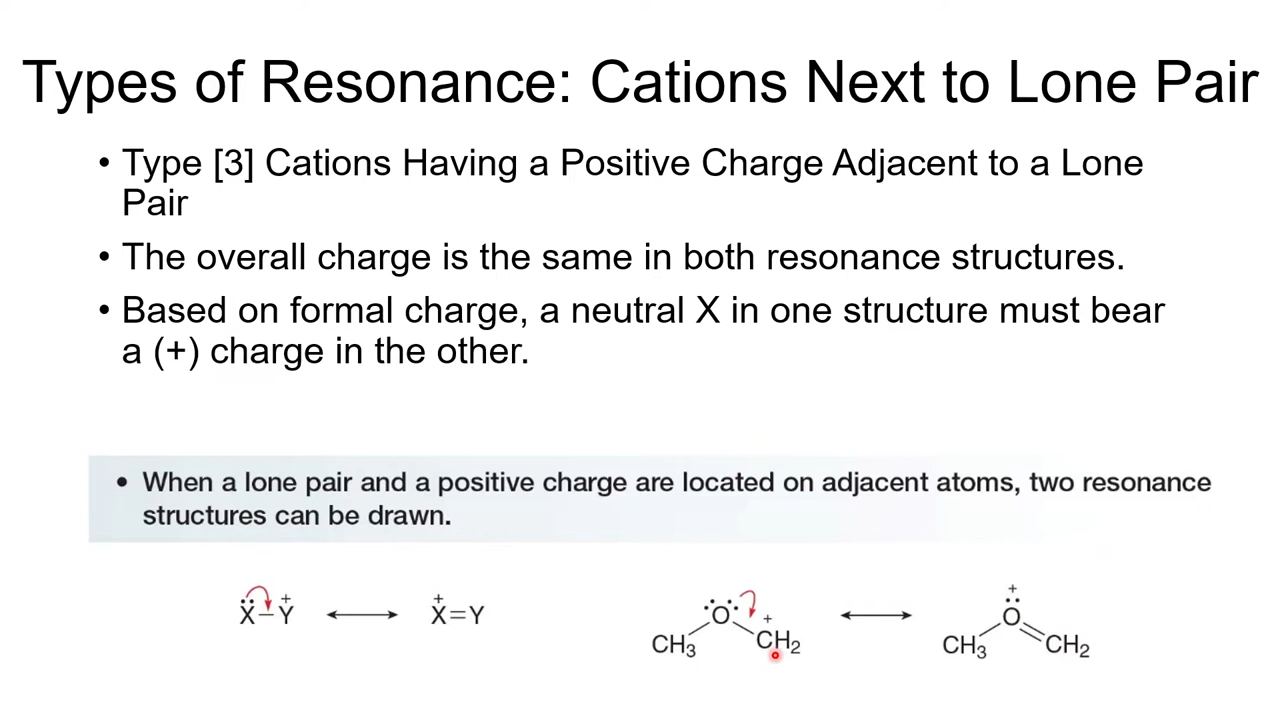 Types of Resonance: Cations Next to Lone Pair
• Type [3] Cations Having a Positive Charge Adjacent to a Lone
Pair
• The overall charge is the same in both resonance structures.
• Based on formal charge, a neutral X in one structure must bear
a (+) charge in the other.
• When a lone pair and a positive charge are located on adjacent atoms, two resonance
structures can be drawn.
Ẍ–Y⁺ ⟷ X⁺=Y
CH₃ O CH₂ + ⟷ CH₃ O + CH₂